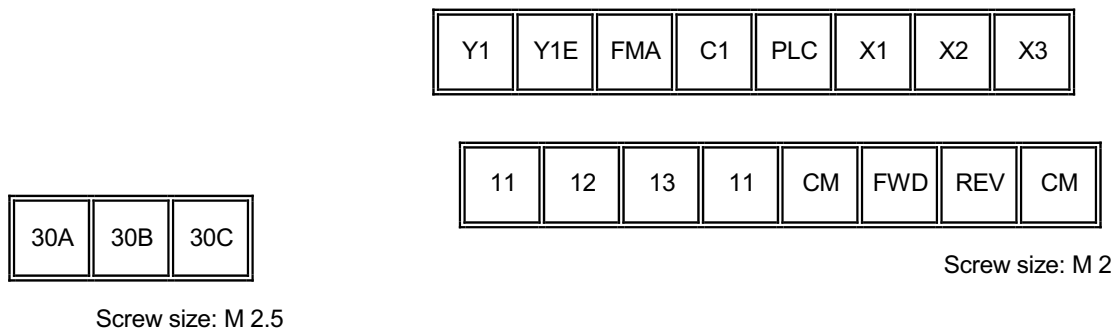 Y1 Y1E FMA C1 PLC X1 X2 X3
11 12 13 11 CM FWD REV CM
30A 30B 30C
Screw size: M 2
Screw size: M 2.5